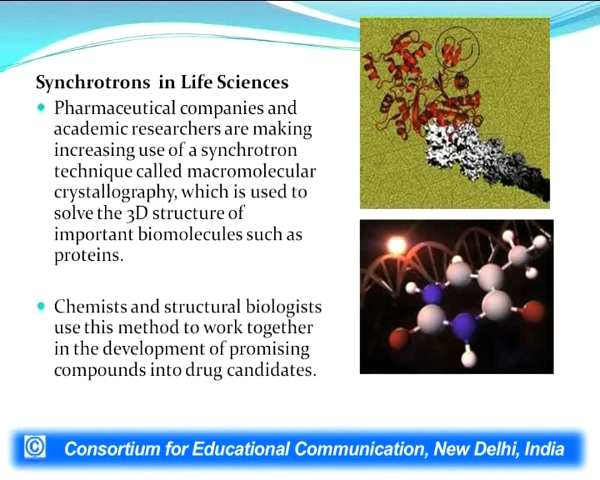 Synchrotrons in Life Sciences
Pharmaceutical companies and
academic researchers are making
increasing use of a synchrotron
technique called macromolecular
crystallography, which is used to
solve the 3D structure of
important biomolecules such as
proteins.
Chemists and structural biologists
use this method to work together
in the development of promising
compounds into drug candidates.
© Consortium for Educational Communication, New Delhi, India